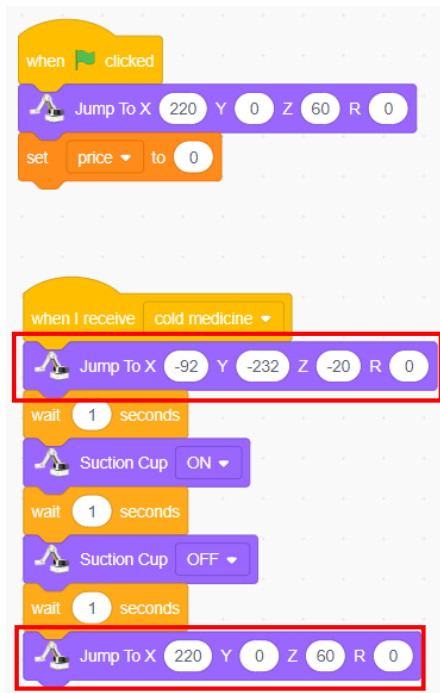 when clicked
Jump To X 220 Y 0 Z 60 R 0
set price to 0
when I receive cold medicine
Jump To X -92 Y -232 Z -20 R 0
wait 1 seconds
Suction Cup ON
wait 1 seconds
Suction Cup OFF
wait 1 seconds
Jump To X 220 Y 0 Z 60 R 0